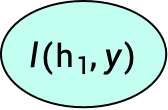 l(h₁, y)